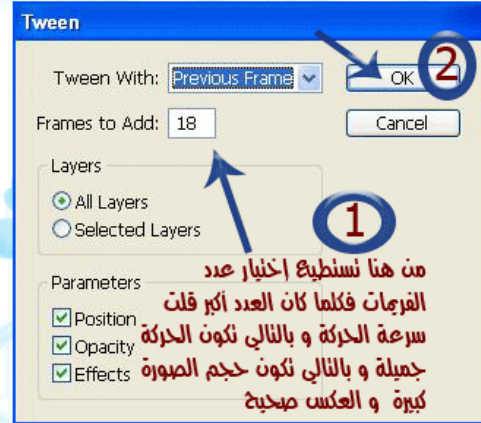 Tween
Tween With: Previous Frame
OK
2
Frames to Add: 18
Cancel
Layers
All Layers
Selected Layers
1
من هنا نستطيع إختيار عدد
الفريمات فكلما كان العدد أكبر قلت
سرعة الحركة و بالتالي تكون الحركة
جميلة و بالتالي تكون حجم الصورة
كبيرة و العكس صحيح
Parameters
Position
Opacity
Effects